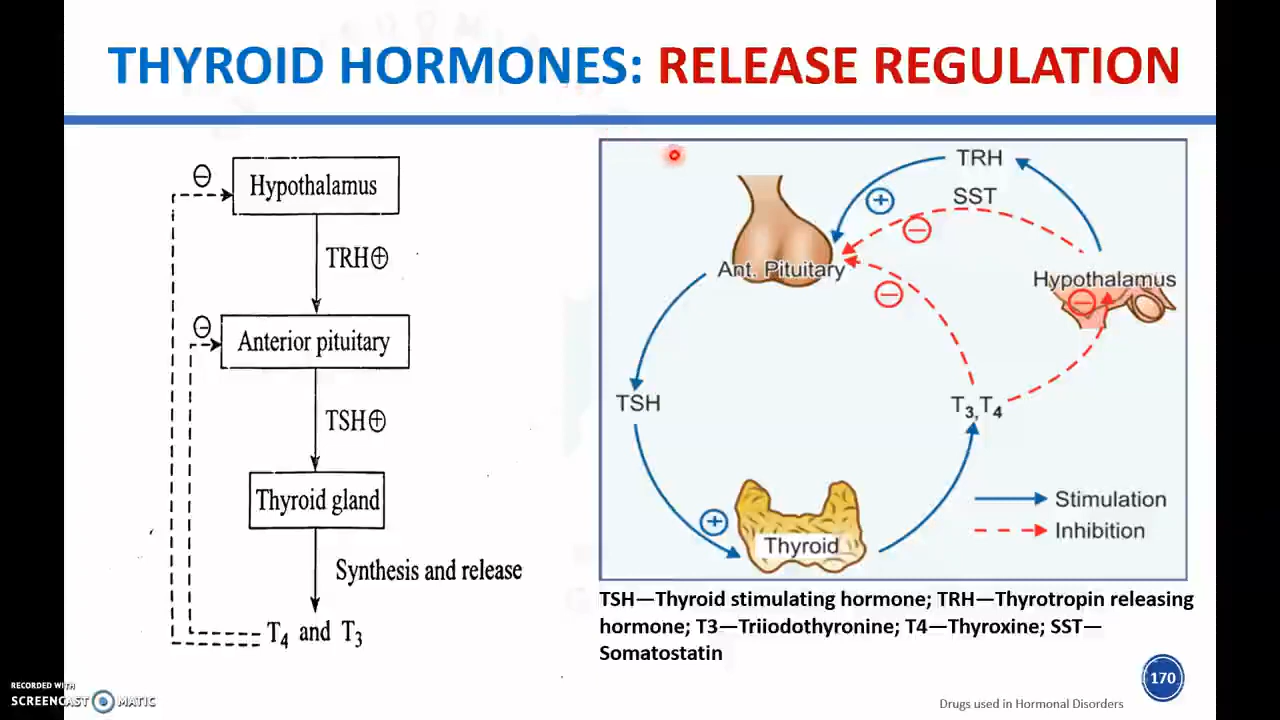 THYROID HORMONES: RELEASE REGULATION
⊖
Hypothalamus
TRH⊕
⊖
Anterior pituitary
TSH⊕
Thyroid gland
Synthesis and release
T₄ and T₃
TRH
+
SST
−
Ant. Pituitary
−
Hypothalamus
−
TSH
T₃,T₄
+
Thyroid
Stimulation
Inhibition
TSH—Thyroid stimulating hormone; TRH—Thyrotropin releasing
hormone; T3—Triiodothyronine; T4—Thyroxine; SST—
Somatostatin
170
Drugs used in Hormonal Disorders
RECORDED WITH
SCREENCAST MATIC